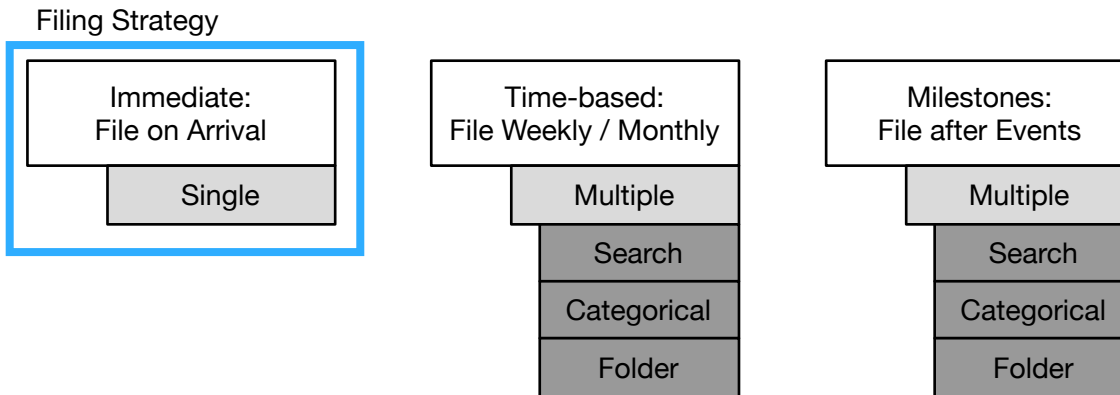 Filing Strategy
Immediate:
File on Arrival
Single
Time-based:
File Weekly / Monthly
Multiple
Search
Categorical
Folder
Milestones:
File after Events
Multiple
Search
Categorical
Folder